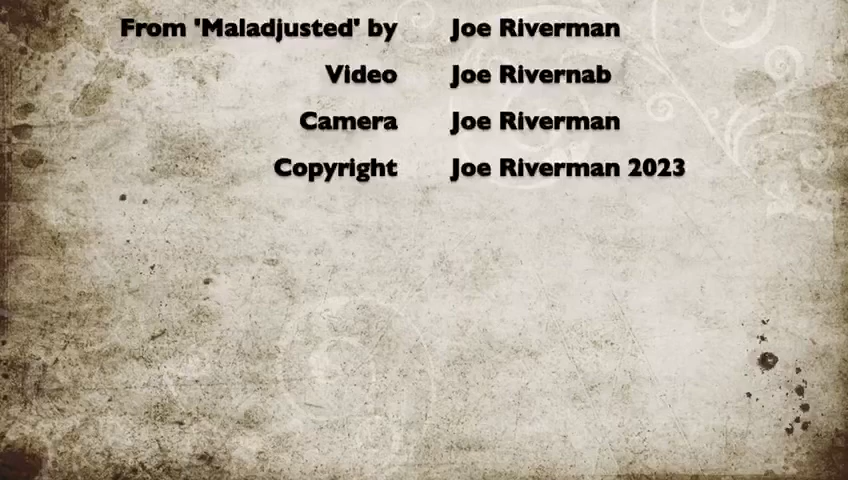 From 'Maladjusted' by Joe Riverman
Video Joe Rivernab
Camera Joe Riverman
Copyright Joe Riverman 2023